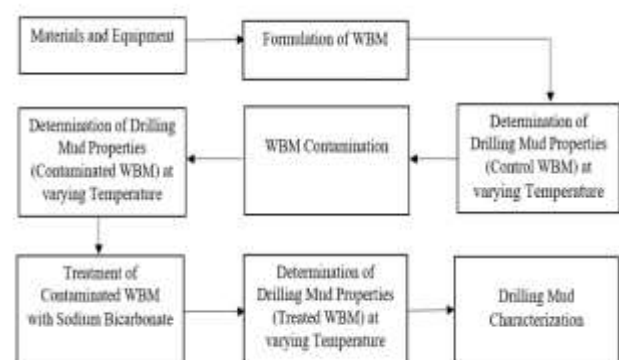 Materials and Equipment
Formulation of WBM
Determination of
Drilling Mud Properties
(Control WBM) at
varying Temperature
WBM Contamination
Determination of Drilling
Mud Properties
(Contaminated WBM) at
varying Temperature
Treatment of
Contaminated WBM
with Sodium Bicarbonate
Determination of
Drilling Mud Properties
(Treated WBM) at
varying Temperature
Drilling Mud
Characterization